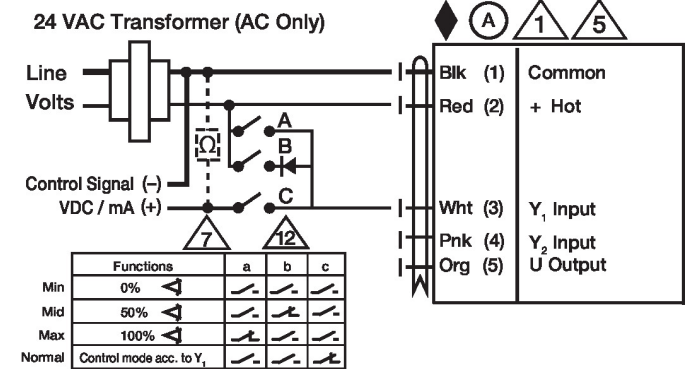 24 VAC Transformer (AC Only)
A 1 5
Line
Volts
Blk (1) Common
Red (2) + Hot
A
Ω
B
Control Signal (–)
VDC / mA (+)
C
Wht (3) Y1 Input
Pnk (4) Y2 Input
Org (5) U Output
7 12
Functions a b c
Min 0%
Mid 50%
Max 100%
Normal Control mode acc. to Y1